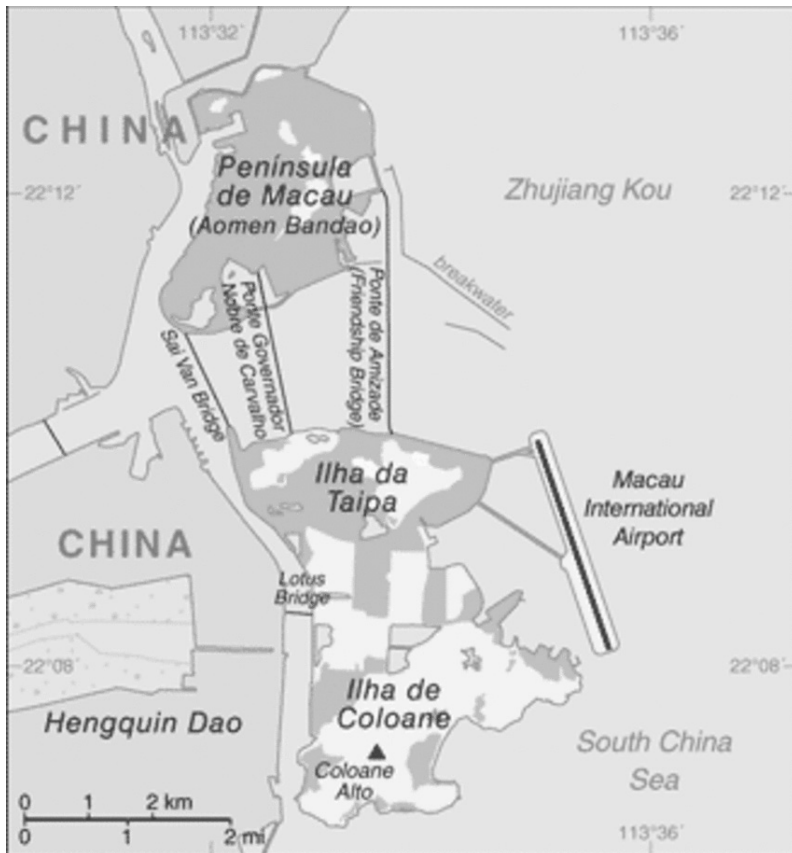 113°32´
113°36´
CHINA
Península
de Macau
(Aomen Bandao)
22°12´
Zhujiang Kou
22°12´
breakwater
Sai Van Bridge
Ponte Governador
Nobre de Carvalho
Ponte de Amizade
(Friendship Bridge)
Ilha da
Taipa
Macau
International
Airport
CHINA
Lotus
Bridge
22°08´
22°08´
Ilha de
Coloane
Hengquin Dao
South China
Sea
Coloane
Alto
0 1 2 km
0 1 2 mi
113°36´